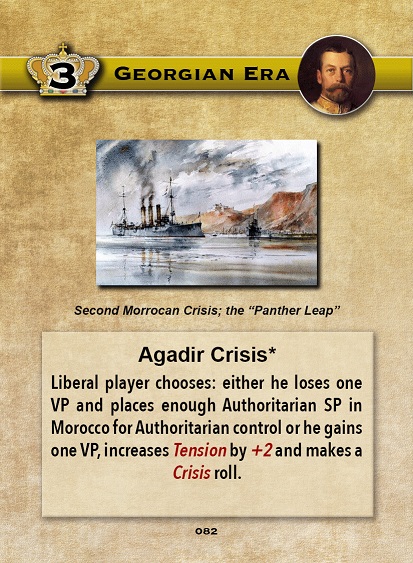 3 GEORGIAN ERA
Second Morrocan Crisis; the “Panther Leap”
Agadir Crisis*
Liberal player chooses: either he loses one
VP and places enough Authoritarian SP in
Morocco for Authoritarian control or he gains
one VP, increases Tension by +2 and makes a
Crisis roll.
082